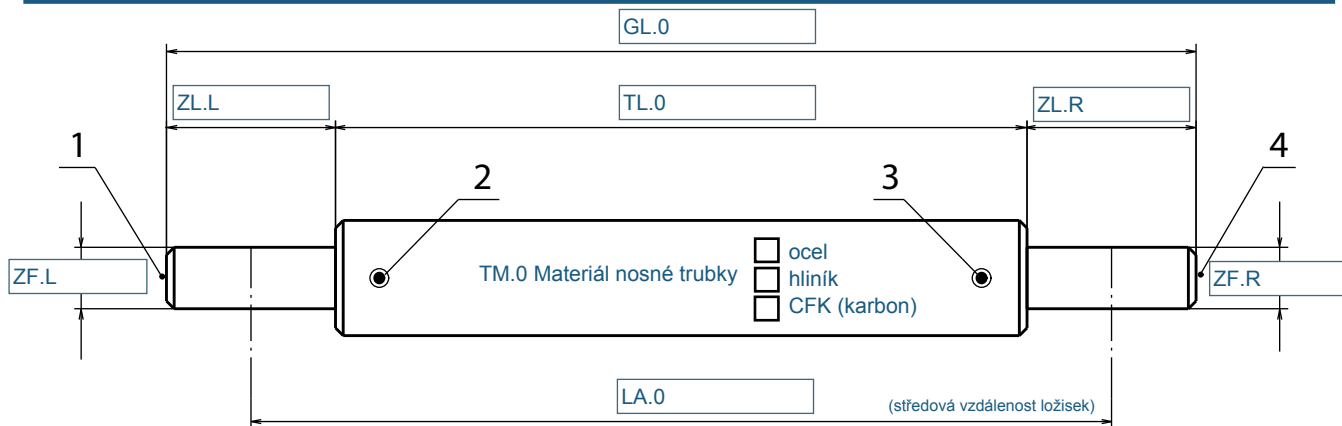 GL.0
ZL.L
TL.0
ZL.R
1
2
3
4
ZF.L
TM.0 Materiál nosné trubky
ocel
hliník
CFK (karbon)
ZF.R
LA.0
(středová vzdálenost ložisek)